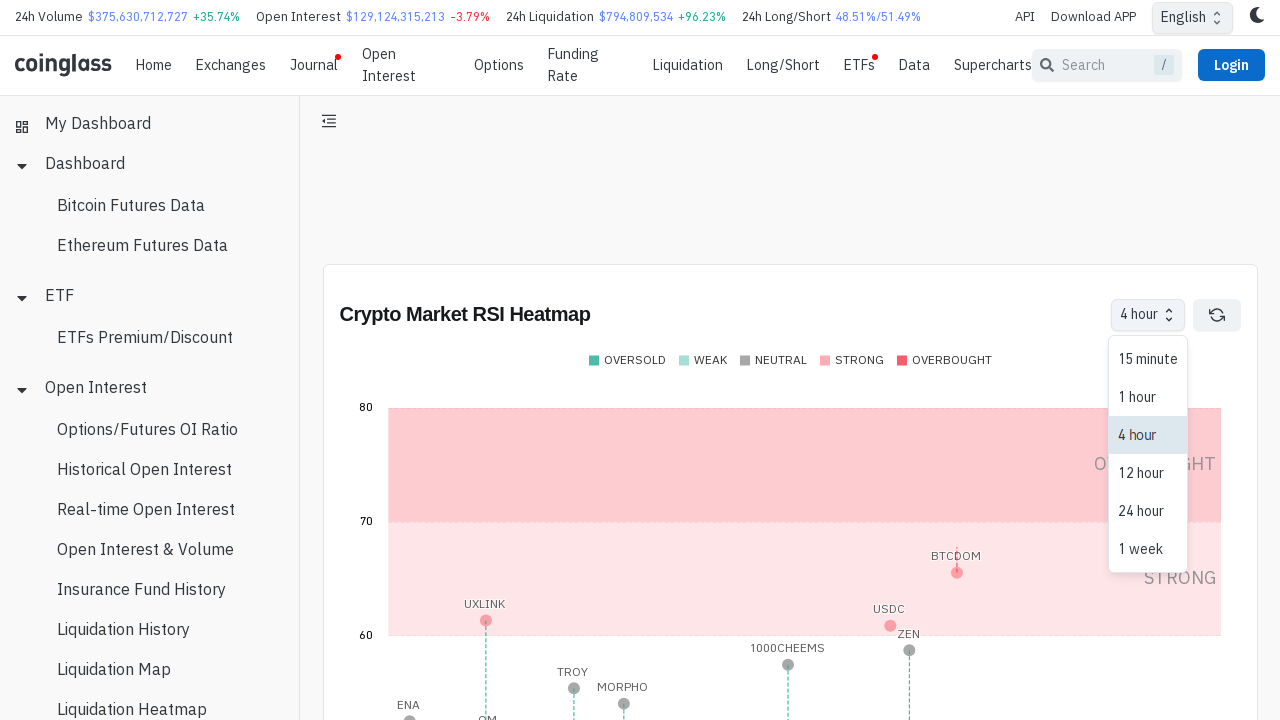 24h Volume $375,630,712,727 +35.74% Open Interest $129,124,315,213 -3.79% 24h Liquidation $794,809,534 +96.23% 24h Long/Short 48.51%/51.49% API Download APP English
coinglass Home Exchanges Journal Open Interest Options Funding Rate Liquidation Long/Short ETFs Data Supercharts Search / Login
My Dashboard
Dashboard
Bitcoin Futures Data
Ethereum Futures Data
ETF
ETFs Premium/Discount
Open Interest
Options/Futures OI Ratio
Historical Open Interest
Real-time Open Interest
Open Interest & Volume
Insurance Fund History
Liquidation History
Liquidation Map
Liquidation Heatmap
Crypto Market RSI Heatmap
4 hour
15 minute
1 hour
4 hour
12 hour
24 hour
1 week
OVERSOLD WEAK NEUTRAL STRONG OVERBOUGHT
80
70
60
STRONG
BTCDOM
UXLINK
USDC
ZEN
1000CHEEMS
TROY
MORPHO
ENA